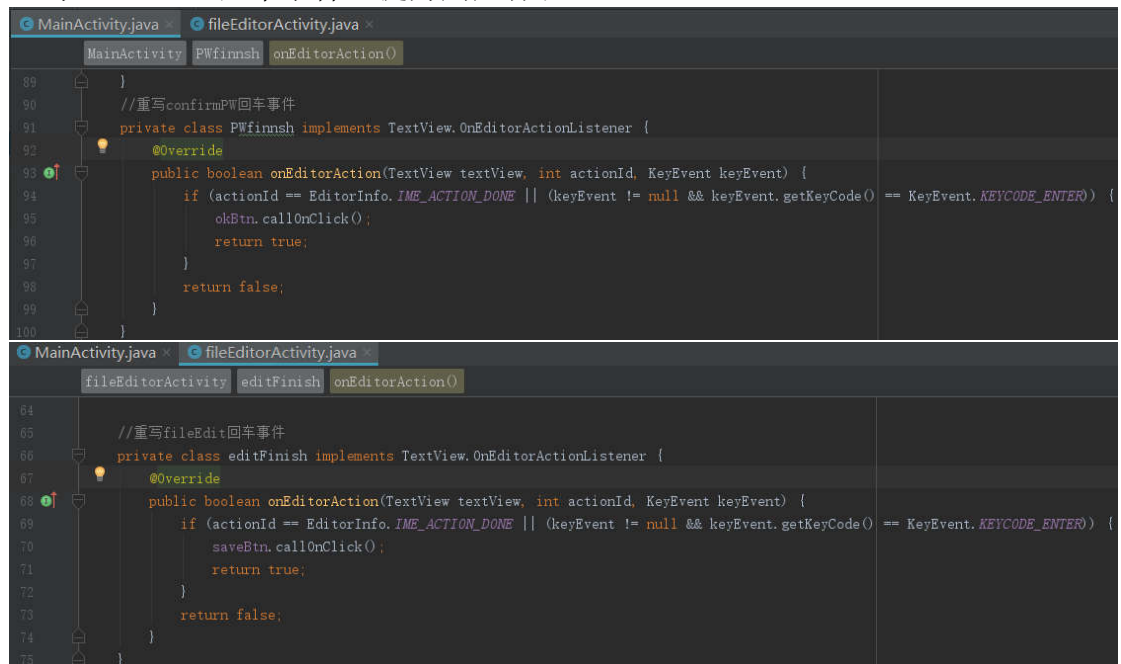 MainActivity.java × fileEditorActivity.java ×
MainActivity PWfinnsh onEditorAction()
89 }
90 //重写confirmPW回车事件
91 private class PWfinnsh implements TextView.OnEditorActionListener {
92 @Override
93 public boolean onEditorAction(TextView textView, int actionId, KeyEvent keyEvent) {
94 if (actionId == EditorInfo.IME_ACTION_DONE || (keyEvent != null && keyEvent.getKeyCode() == KeyEvent.KEYCODE_ENTER)) {
95 okBtn.callOnClick();
96 return true;
97 }
98 return false;
99 }
100 }
MainActivity.java × fileEditorActivity.java ×
fileEditorActivity editFinish onEditorAction()
64
65 //重写fileEdit回车事件
66 private class editFinish implements TextView.OnEditorActionListener {
67 @Override
68 public boolean onEditorAction(TextView textView, int actionId, KeyEvent keyEvent) {
69 if (actionId == EditorInfo.IME_ACTION_DONE || (keyEvent != null && keyEvent.getKeyCode() == KeyEvent.KEYCODE_ENTER)) {
70 saveBtn.callOnClick();
71 return true;
72 }
73 return false;
74 }
75 }